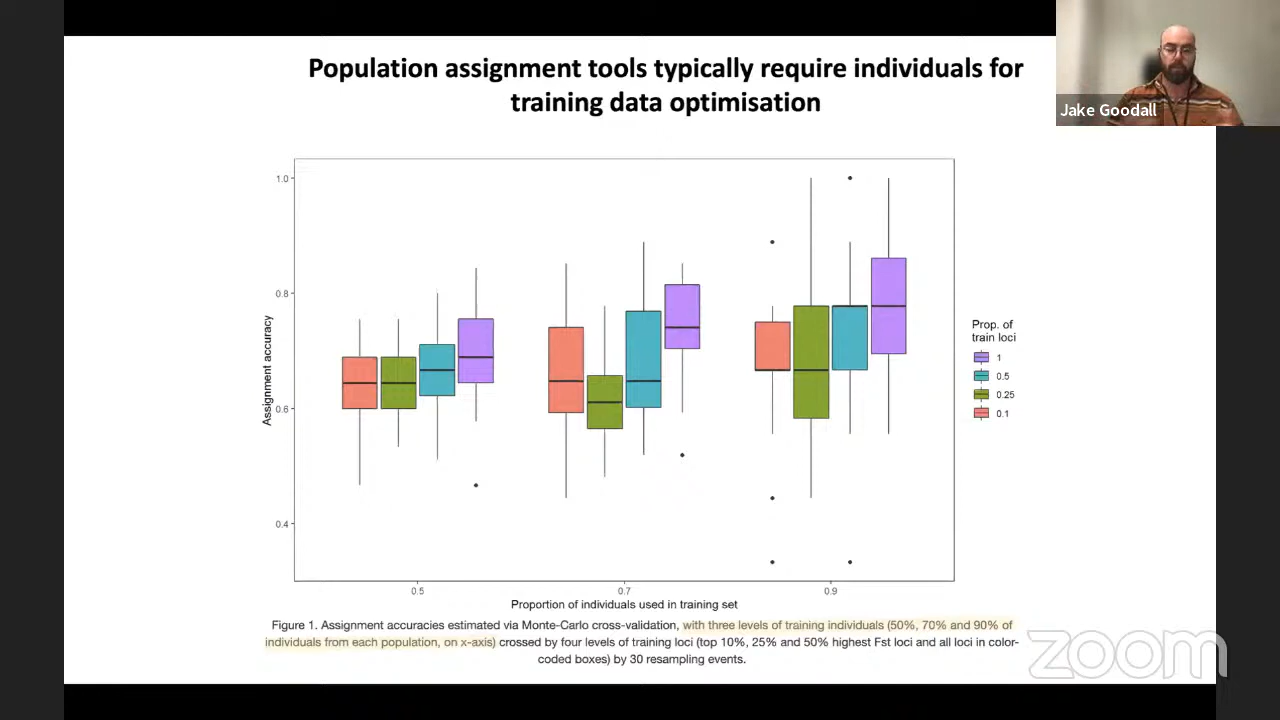 Population assignment tools typically require individuals for
training data optimisation
Jake Goodall
1.0
0.8
0.6
0.4
Assignment accuracy
0.5
0.7
0.9
Proportion of individuals used in training set
Prop. of
train loci
1
0.5
0.25
0.1
Figure 1. Assignment accuracies estimated via Monte-Carlo cross-validation, with three levels of training individuals (50%, 70% and 90% of
individuals from each population, on x-axis) crossed by four levels of training loci (top 10%, 25% and 50% highest Fst loci and all loci in color-
coded boxes) by 30 resampling events.
zoom